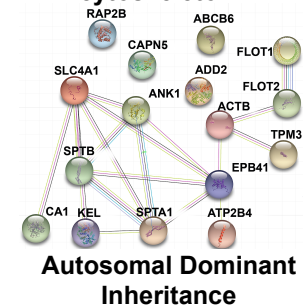 RAP2B
ABCB6
CAPN5
FLOT1
SLC4A1
ADD2
ANK1
FLOT2
ACTB
TPM3
SPTB
EPB41
CA1
KEL
SPTA1
ATP2B4
Autosomal Dominant
Inheritance